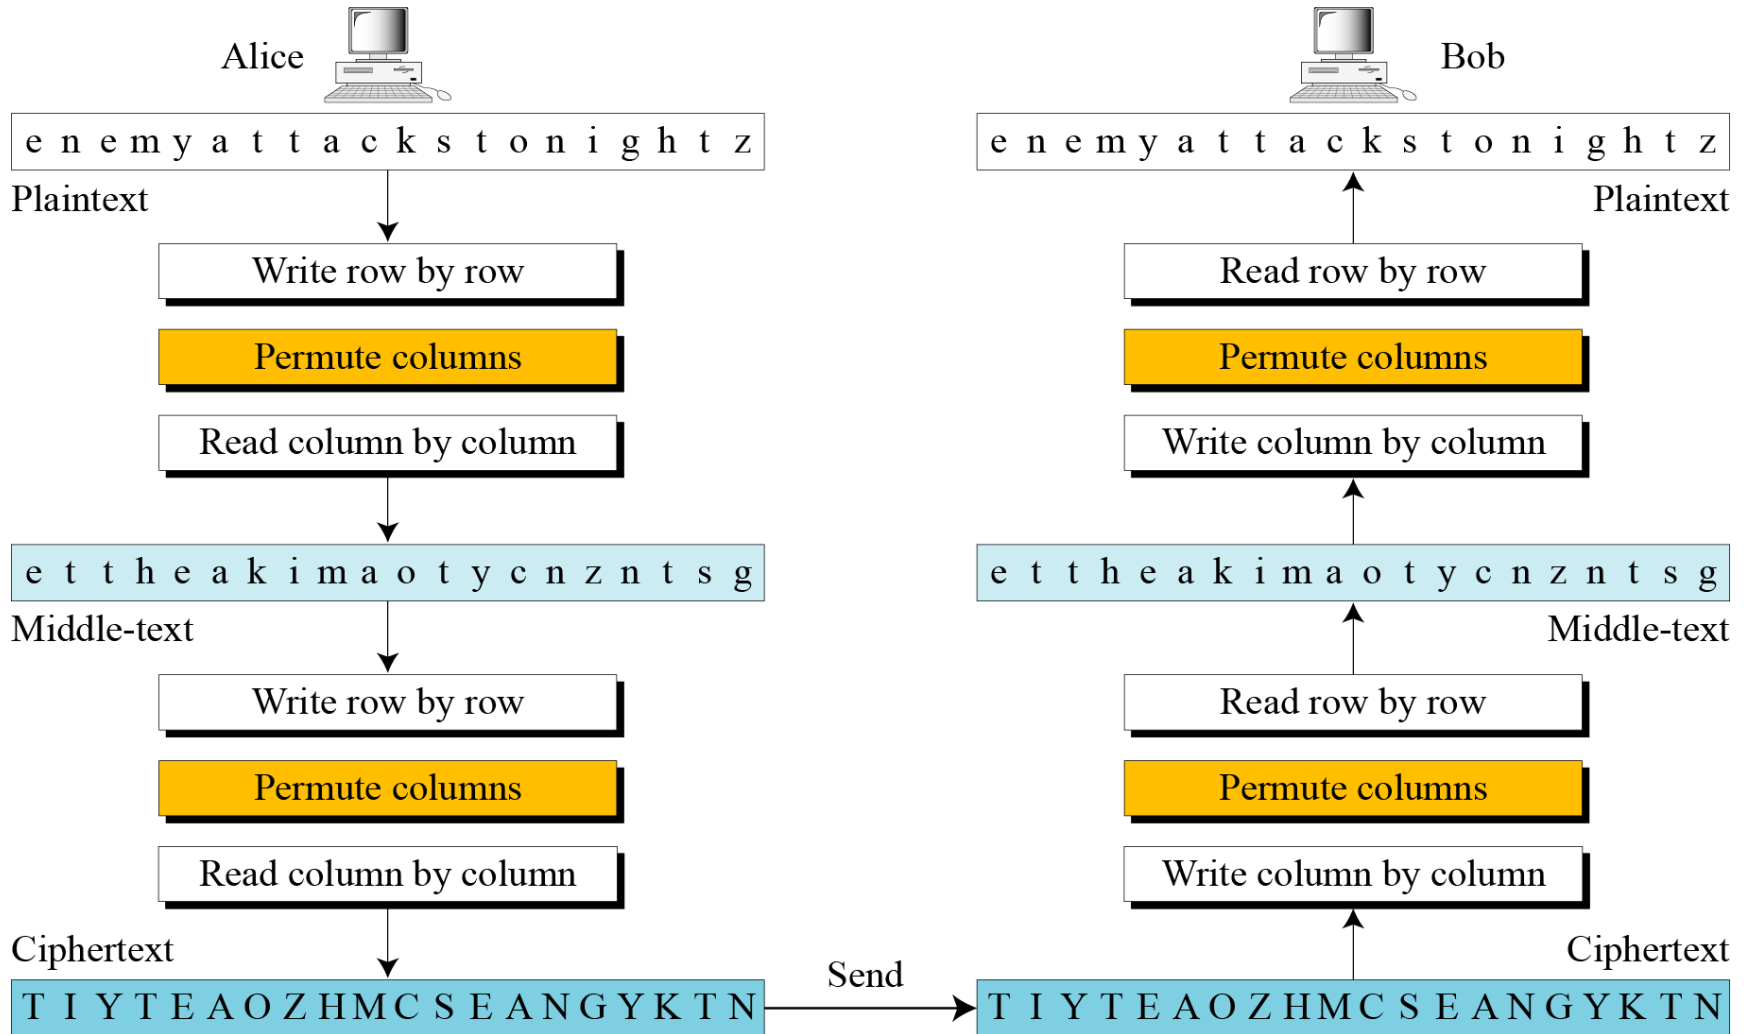 Alice
e n e m y a t t a c k s t o n i g h t z
Plaintext
Write row by row
Permute columns
Read column by column
e t t h e a k i m a o t y c n z n t s g
Middle-text
Write row by row
Permute columns
Read column by column
Ciphertext
T I Y T E A O Z H M C S E A N G Y K T N
Send
Bob
e n e m y a t t a c k s t o n i g h t z
Plaintext
Read row by row
Permute columns
Write column by column
e t t h e a k i m a o t y c n z n t s g
Middle-text
Read row by row
Permute columns
Write column by column
Ciphertext
T I Y T E A O Z H M C S E A N G Y K T N